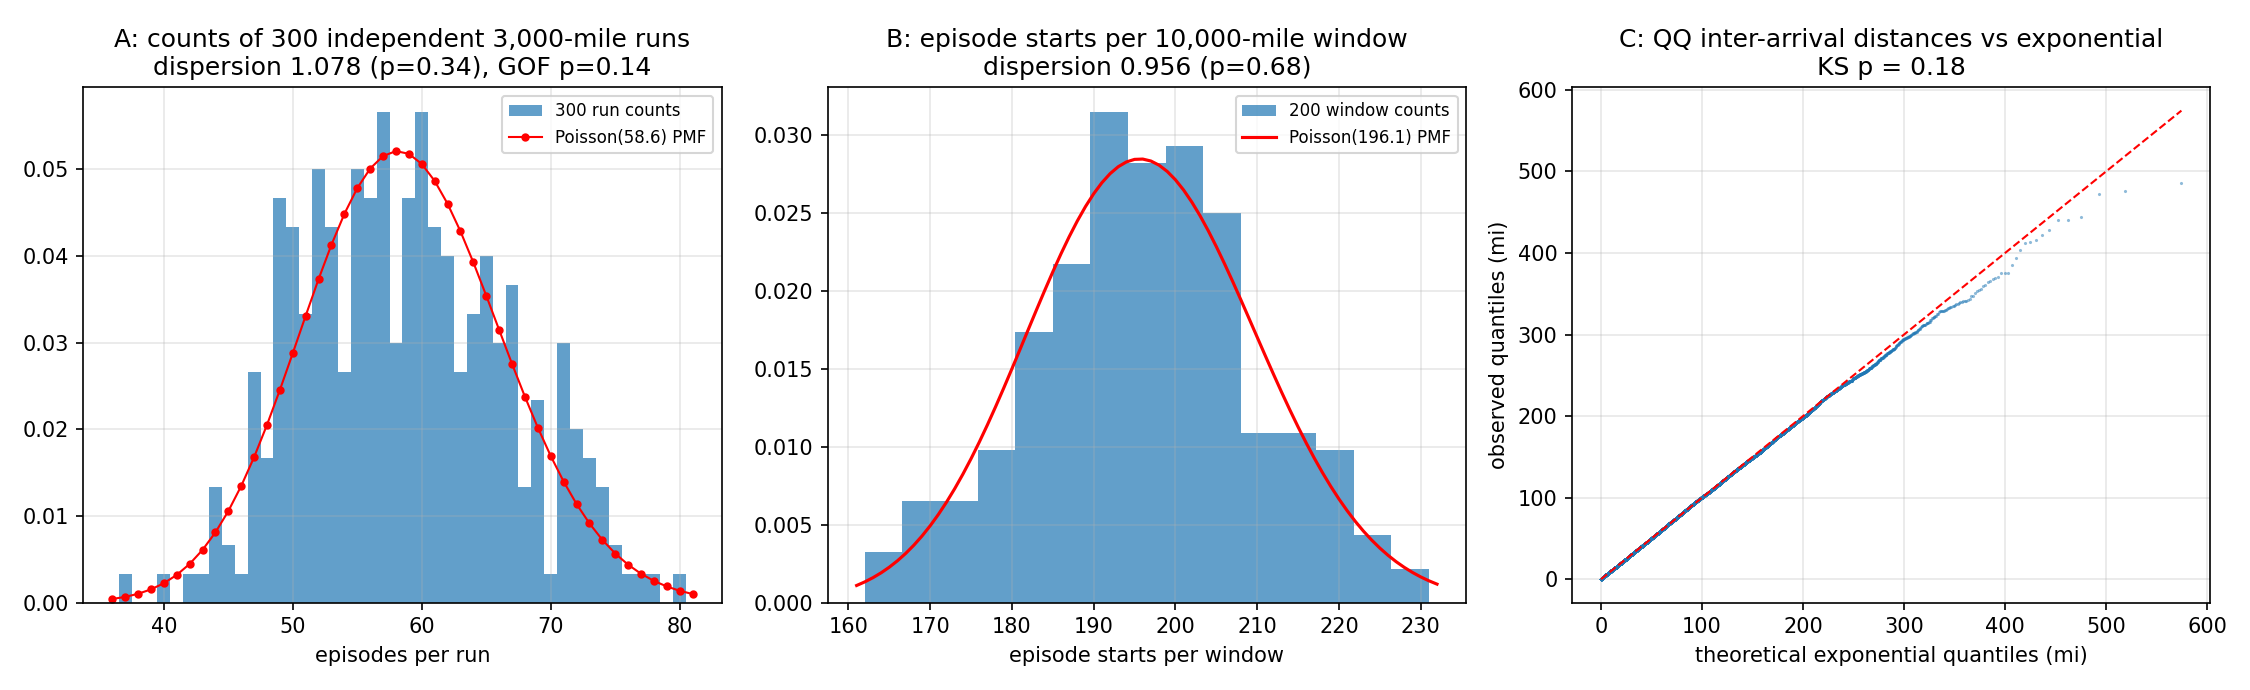 A: counts of 300 independent 3,000-mile runs
dispersion 1.078 (p=0.34), GOF p=0.14
300 run counts
Poisson(58.6) PMF
0.05
0.04
0.03
0.02
0.01
0.00
40
50
60
70
80
episodes per run
B: episode starts per 10,000-mile window
dispersion 0.956 (p=0.68)
200 window counts
Poisson(196.1) PMF
0.030
0.025
0.020
0.015
0.010
0.005
0.000
160
170
180
190
200
210
220
230
episode starts per window
C: QQ inter-arrival distances vs exponential
KS p = 0.18
observed quantiles (mi)
600
500
400
300
200
100
0
0
100
200
300
400
500
600
theoretical exponential quantiles (mi)